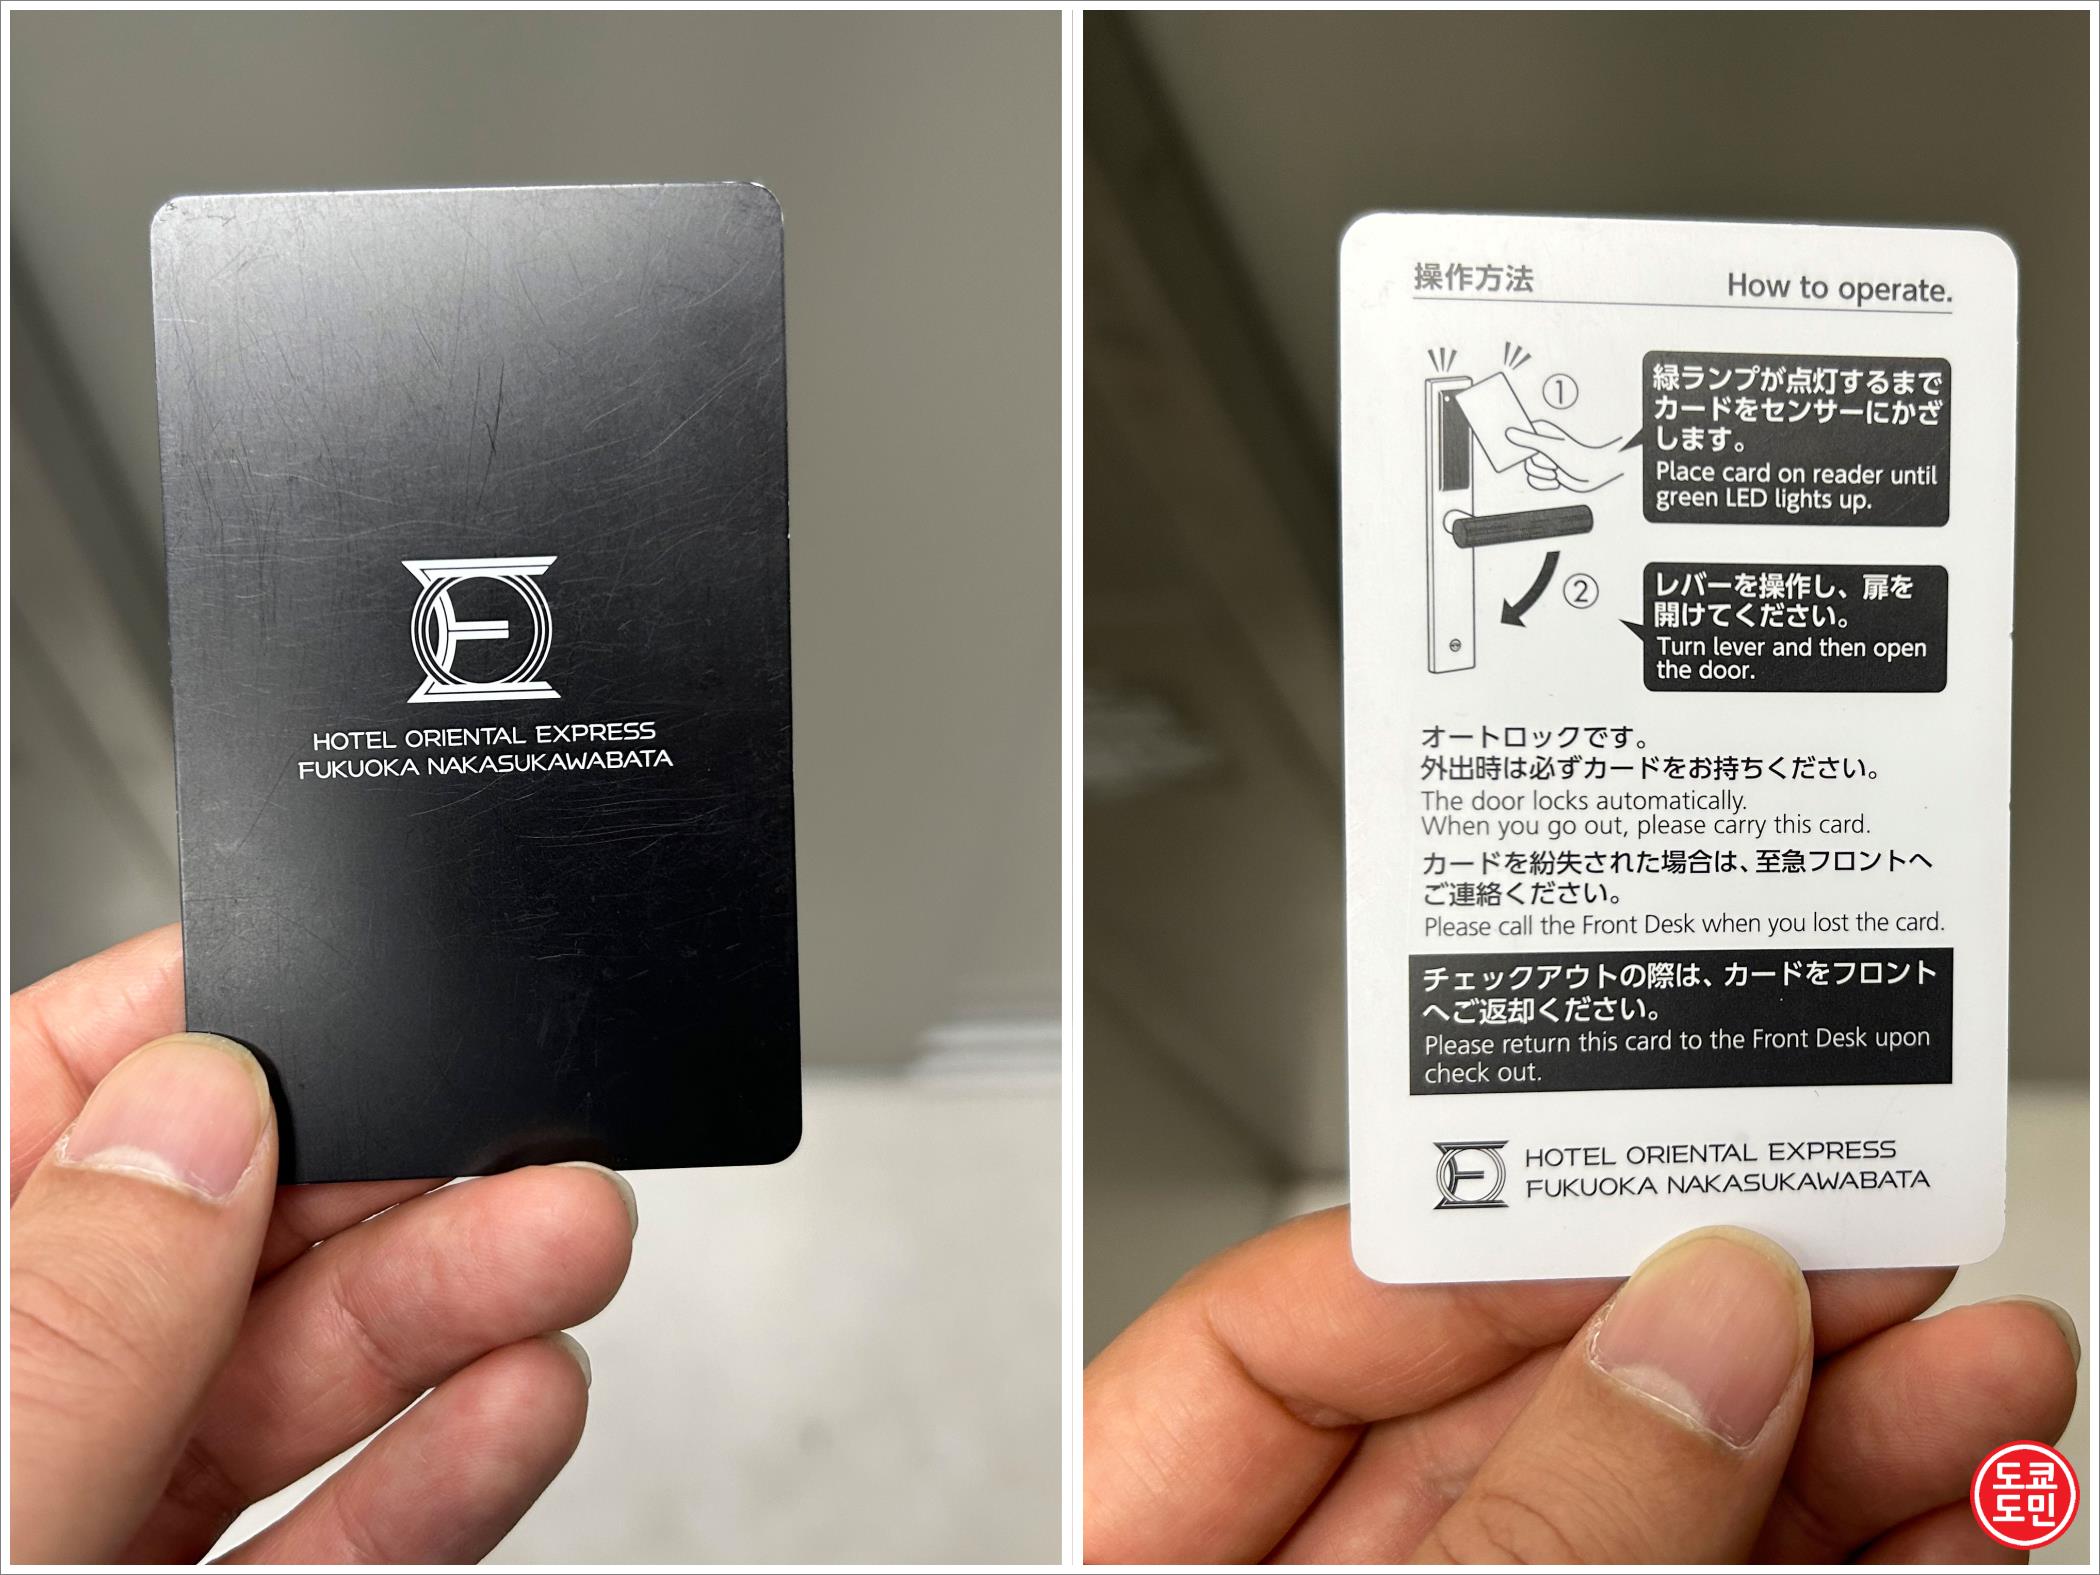 HOTEL ORIENTAL EXPRESS
FUKUOKA NAKASUKAWABATA
操作方法 How to operate.
①
緑ランプが点灯するまで
カードをセンサーにかざ
します。
Place card on reader until
green LED lights up.
②
レバーを操作し、扉を
開けてください。
Turn lever and then open
the door.
オートロックです。
外出時は必ずカードをお持ちください。
The door locks automatically.
When you go out, please carry this card.
カードを紛失された場合は、至急フロントへ
ご連絡ください。
Please call the Front Desk when you lost the card.
チェックアウトの際は、カードをフロント
へご返却ください。
Please return this card to the Front Desk upon
check out.
HOTEL ORIENTAL EXPRESS
FUKUOKA NAKASUKAWABATA
도쿄
도민